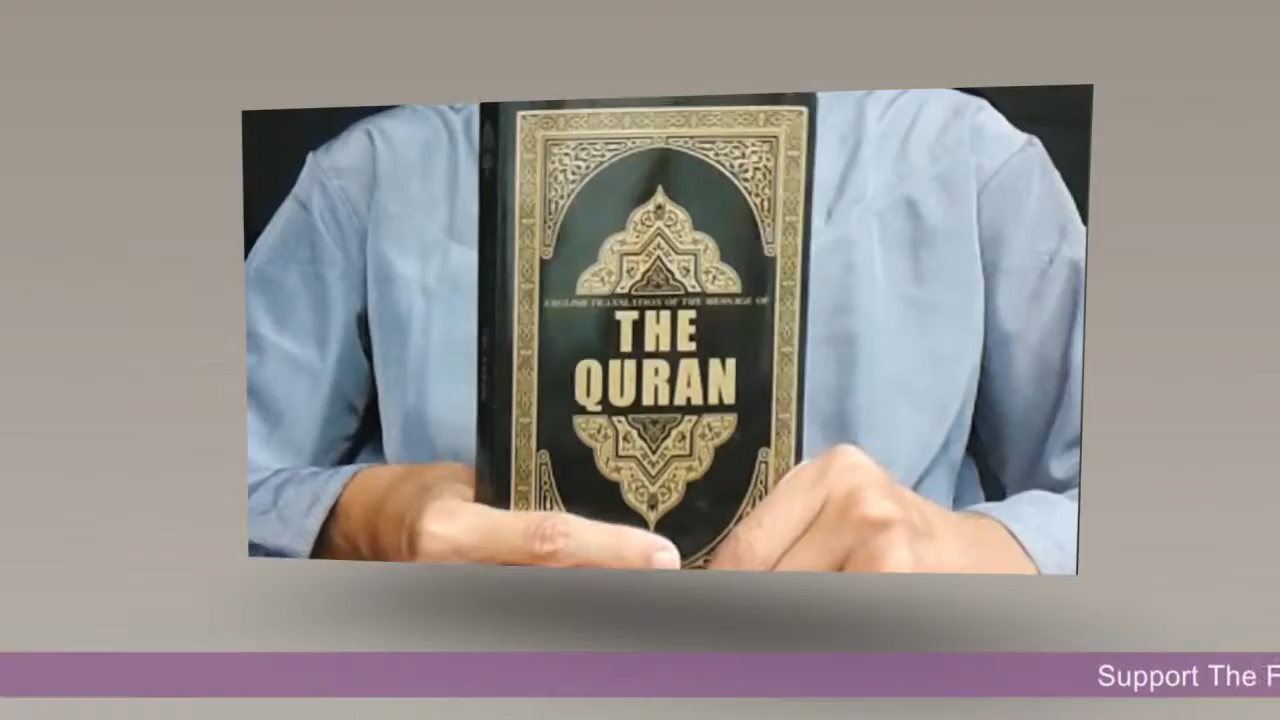 ENGLISH TRANSLATION OF THE MESSAGE OF
THE
QURAN
Support The F